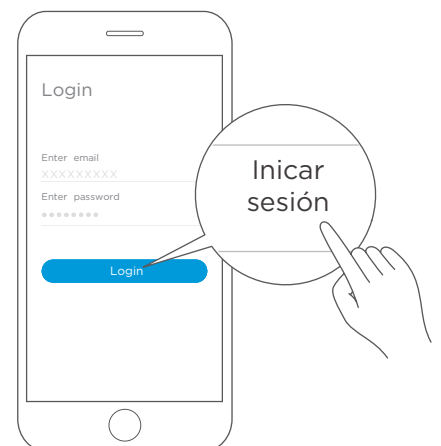 Login
Enter email
XXXXXXXXX
Enter password
●●●●●●●●
Login
Inicar
sesión